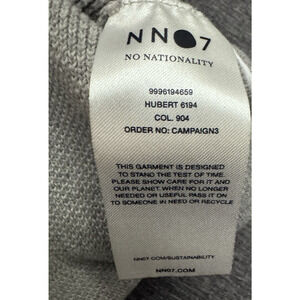 NN07
NO NATIONALITY
9996194659
HUBERT 6194
COL. 904
ORDER NO: CAMPAIGN3
THIS GARMENT IS DESIGNED
TO STAND THE TEST OF TIME.
PLEASE SHOW CARE FOR IT AND
OUR PLANET. WHEN NO LONGER
NEEDED OR USEFUL PASS IT ON
TO SOMEONE IN NEED OR RECYCLE
NN07.COM/SUSTAINABILITY
NN07.COM